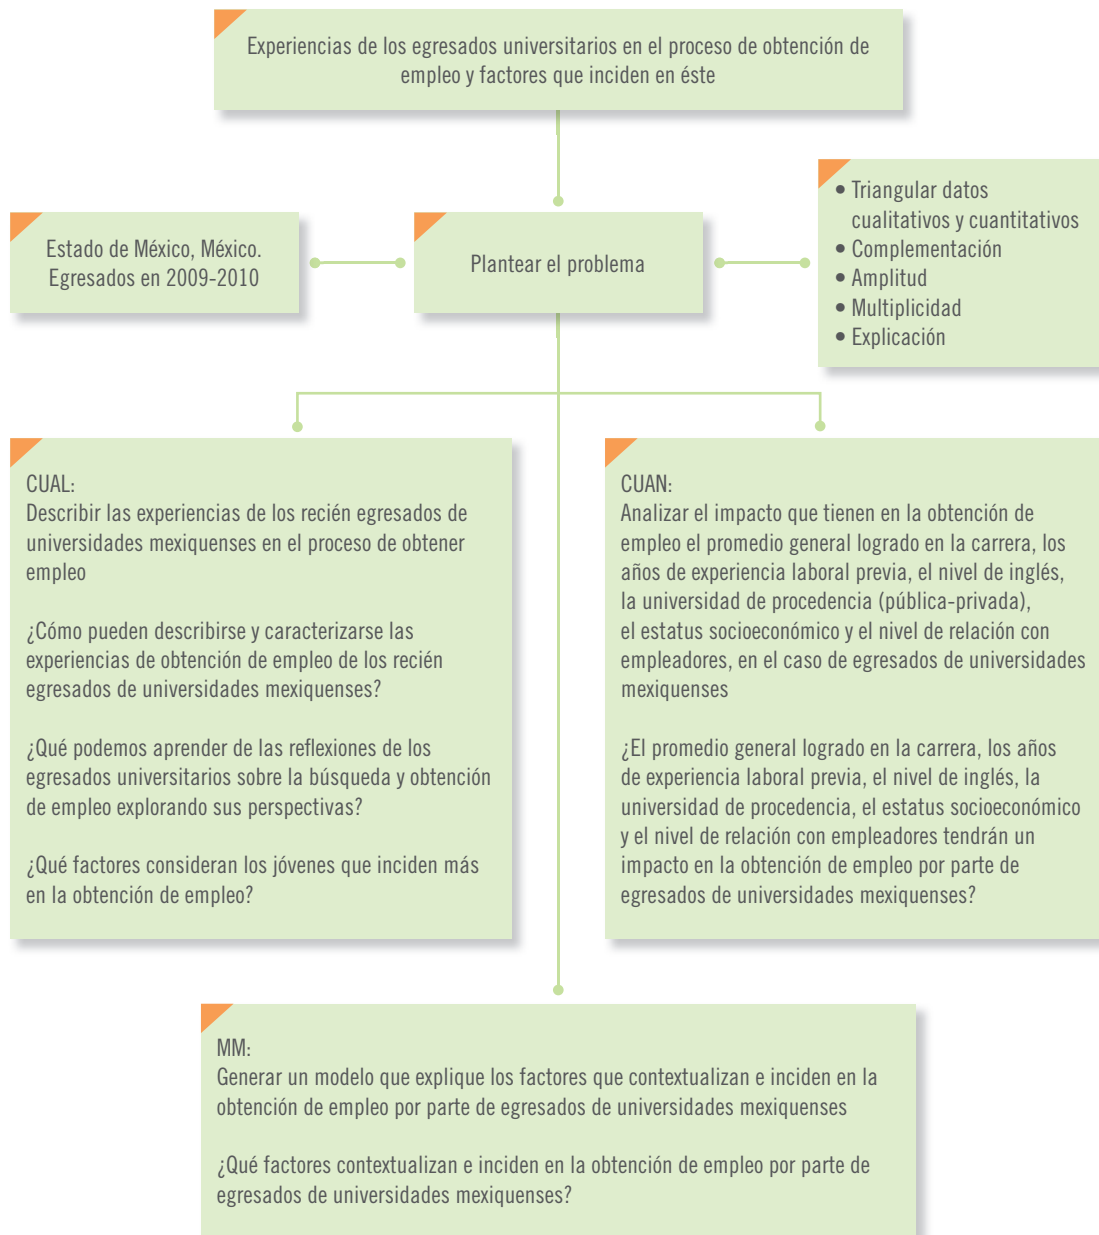 Experiencias de los egresados universitarios en el proceso de obtención de
empleo y factores que inciden en éste
Estado de México, México.
Egresados en 2009-2010
Plantear el problema
• Triangular datos
cualitativos y cuantitativos
• Complementación
• Amplitud
• Multiplicidad
• Explicación
CUAL:
Describir las experiencias de los recién egresados de
universidades mexiquenses en el proceso de obtener
empleo
¿Cómo pueden describirse y caracterizarse las
experiencias de obtención de empleo de los recién
egresados de universidades mexiquenses?
¿Qué podemos aprender de las reflexiones de los
egresados universitarios sobre la búsqueda y obtención
de empleo explorando sus perspectivas?
¿Qué factores consideran los jóvenes que inciden más
en la obtención de empleo?
CUAN:
Analizar el impacto que tienen en la obtención de
empleo el promedio general logrado en la carrera, los
años de experiencia laboral previa, el nivel de inglés,
la universidad de procedencia (pública-privada),
el estatus socioeconómico y el nivel de relación con
empleadores, en el caso de egresados de universidades
mexiquenses
¿El promedio general logrado en la carrera, los años
de experiencia laboral previa, el nivel de inglés, la
universidad de procedencia, el estatus socioeconómico
y el nivel de relación con empleadores tendrán un
impacto en la obtención de empleo por parte de
egresados de universidades mexiquenses?
MM:
Generar un modelo que explique los factores que contextualizan e inciden en la
obtención de empleo por parte de egresados de universidades mexiquenses
¿Qué factores contextualizan e inciden en la obtención de empleo por parte de
egresados de universidades mexiquenses?